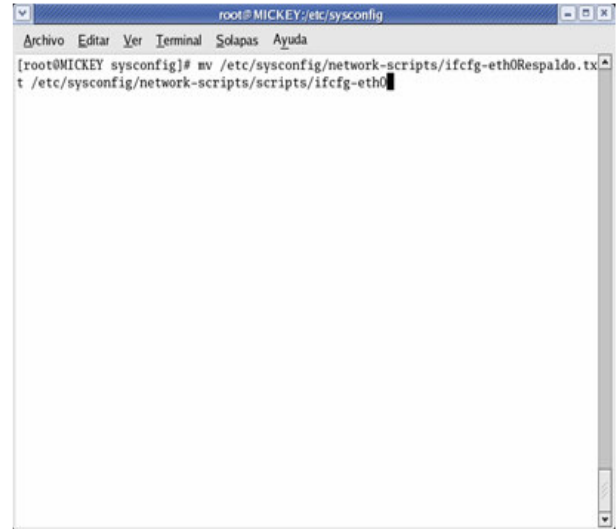 root@MICKEY:/etc/sysconfig
Archivo Editar Ver Terminal Solapas Ayuda
[root@MICKEY sysconfig]# mv /etc/sysconfig/network-scripts/ifcfg-eth0Respaldo.tx
t /etc/sysconfig/network-scripts/scripts/ifcfg-eth0